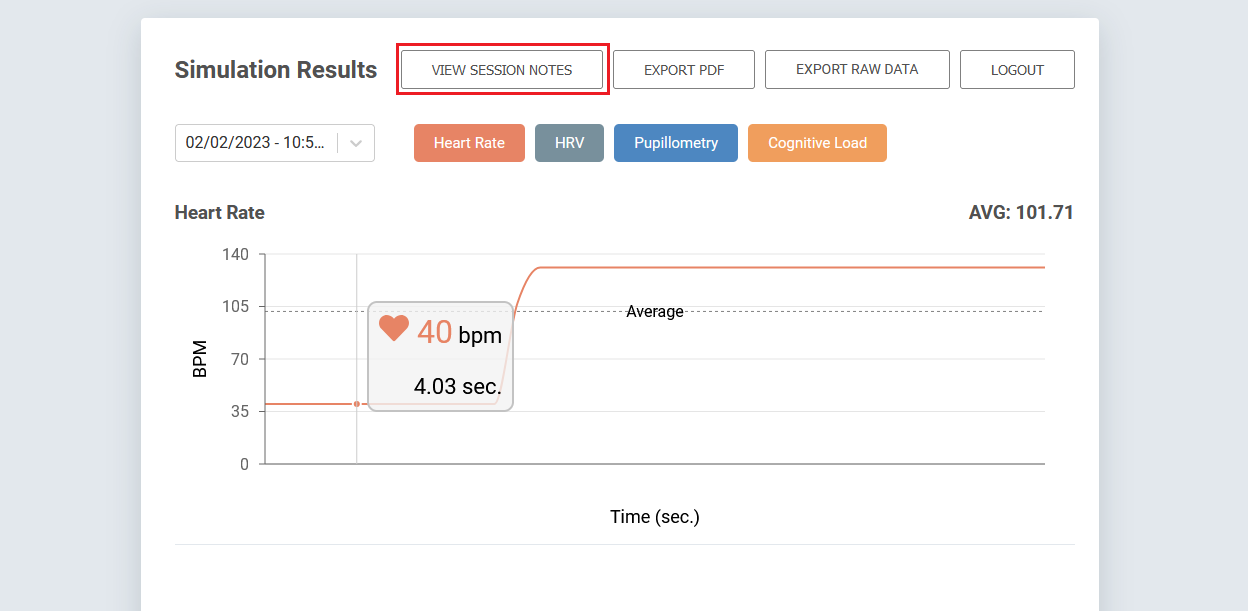 Simulation Results
VIEW SESSION NOTES
EXPORT PDF
EXPORT RAW DATA
LOGOUT
02/02/2023 - 10:5...
Heart Rate
HRV
Pupillometry
Cognitive Load
Heart Rate
AVG: 101.71
140
105
70
35
0
BPM
Average
40 bpm
4.03 sec.
Time (sec.)